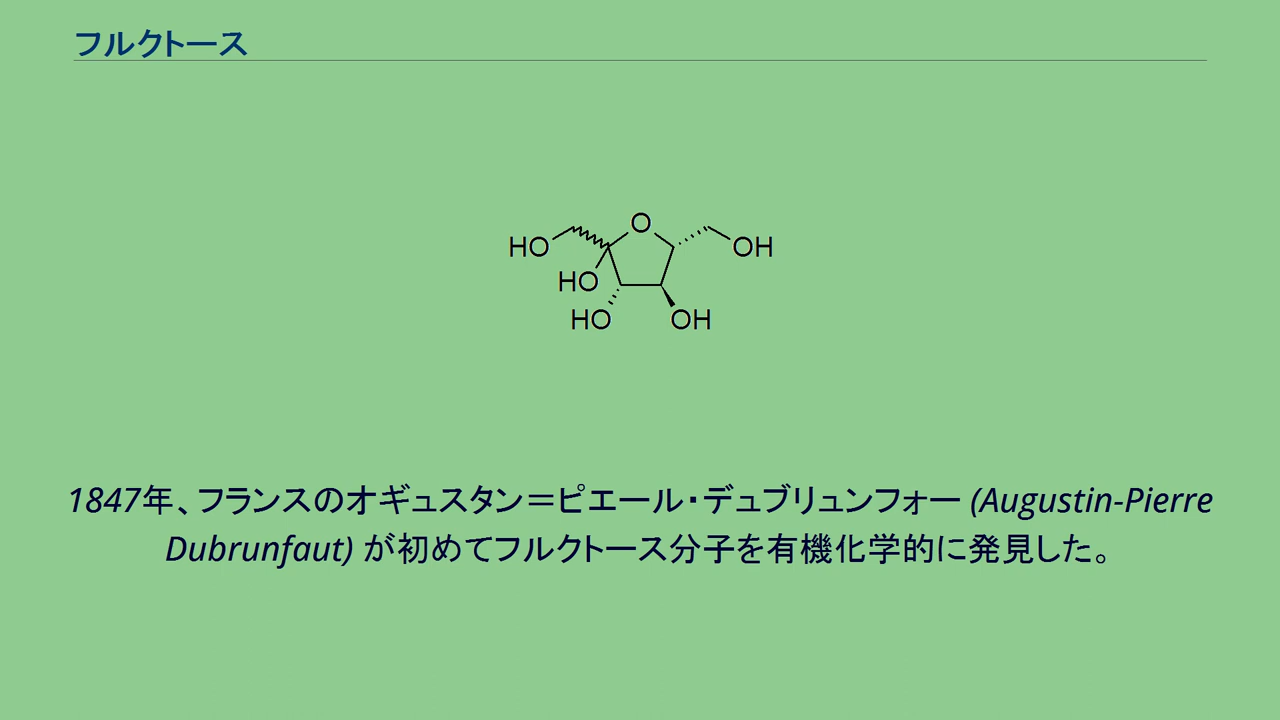 フルクトース
O
HO
OH
HO
HO
OH
1847年、フランスのオギュスタン＝ピエール・デュブリュンフォー (Augustin-Pierre
Dubrunfaut) が初めてフルクトース分子を有機化学的に発見した。